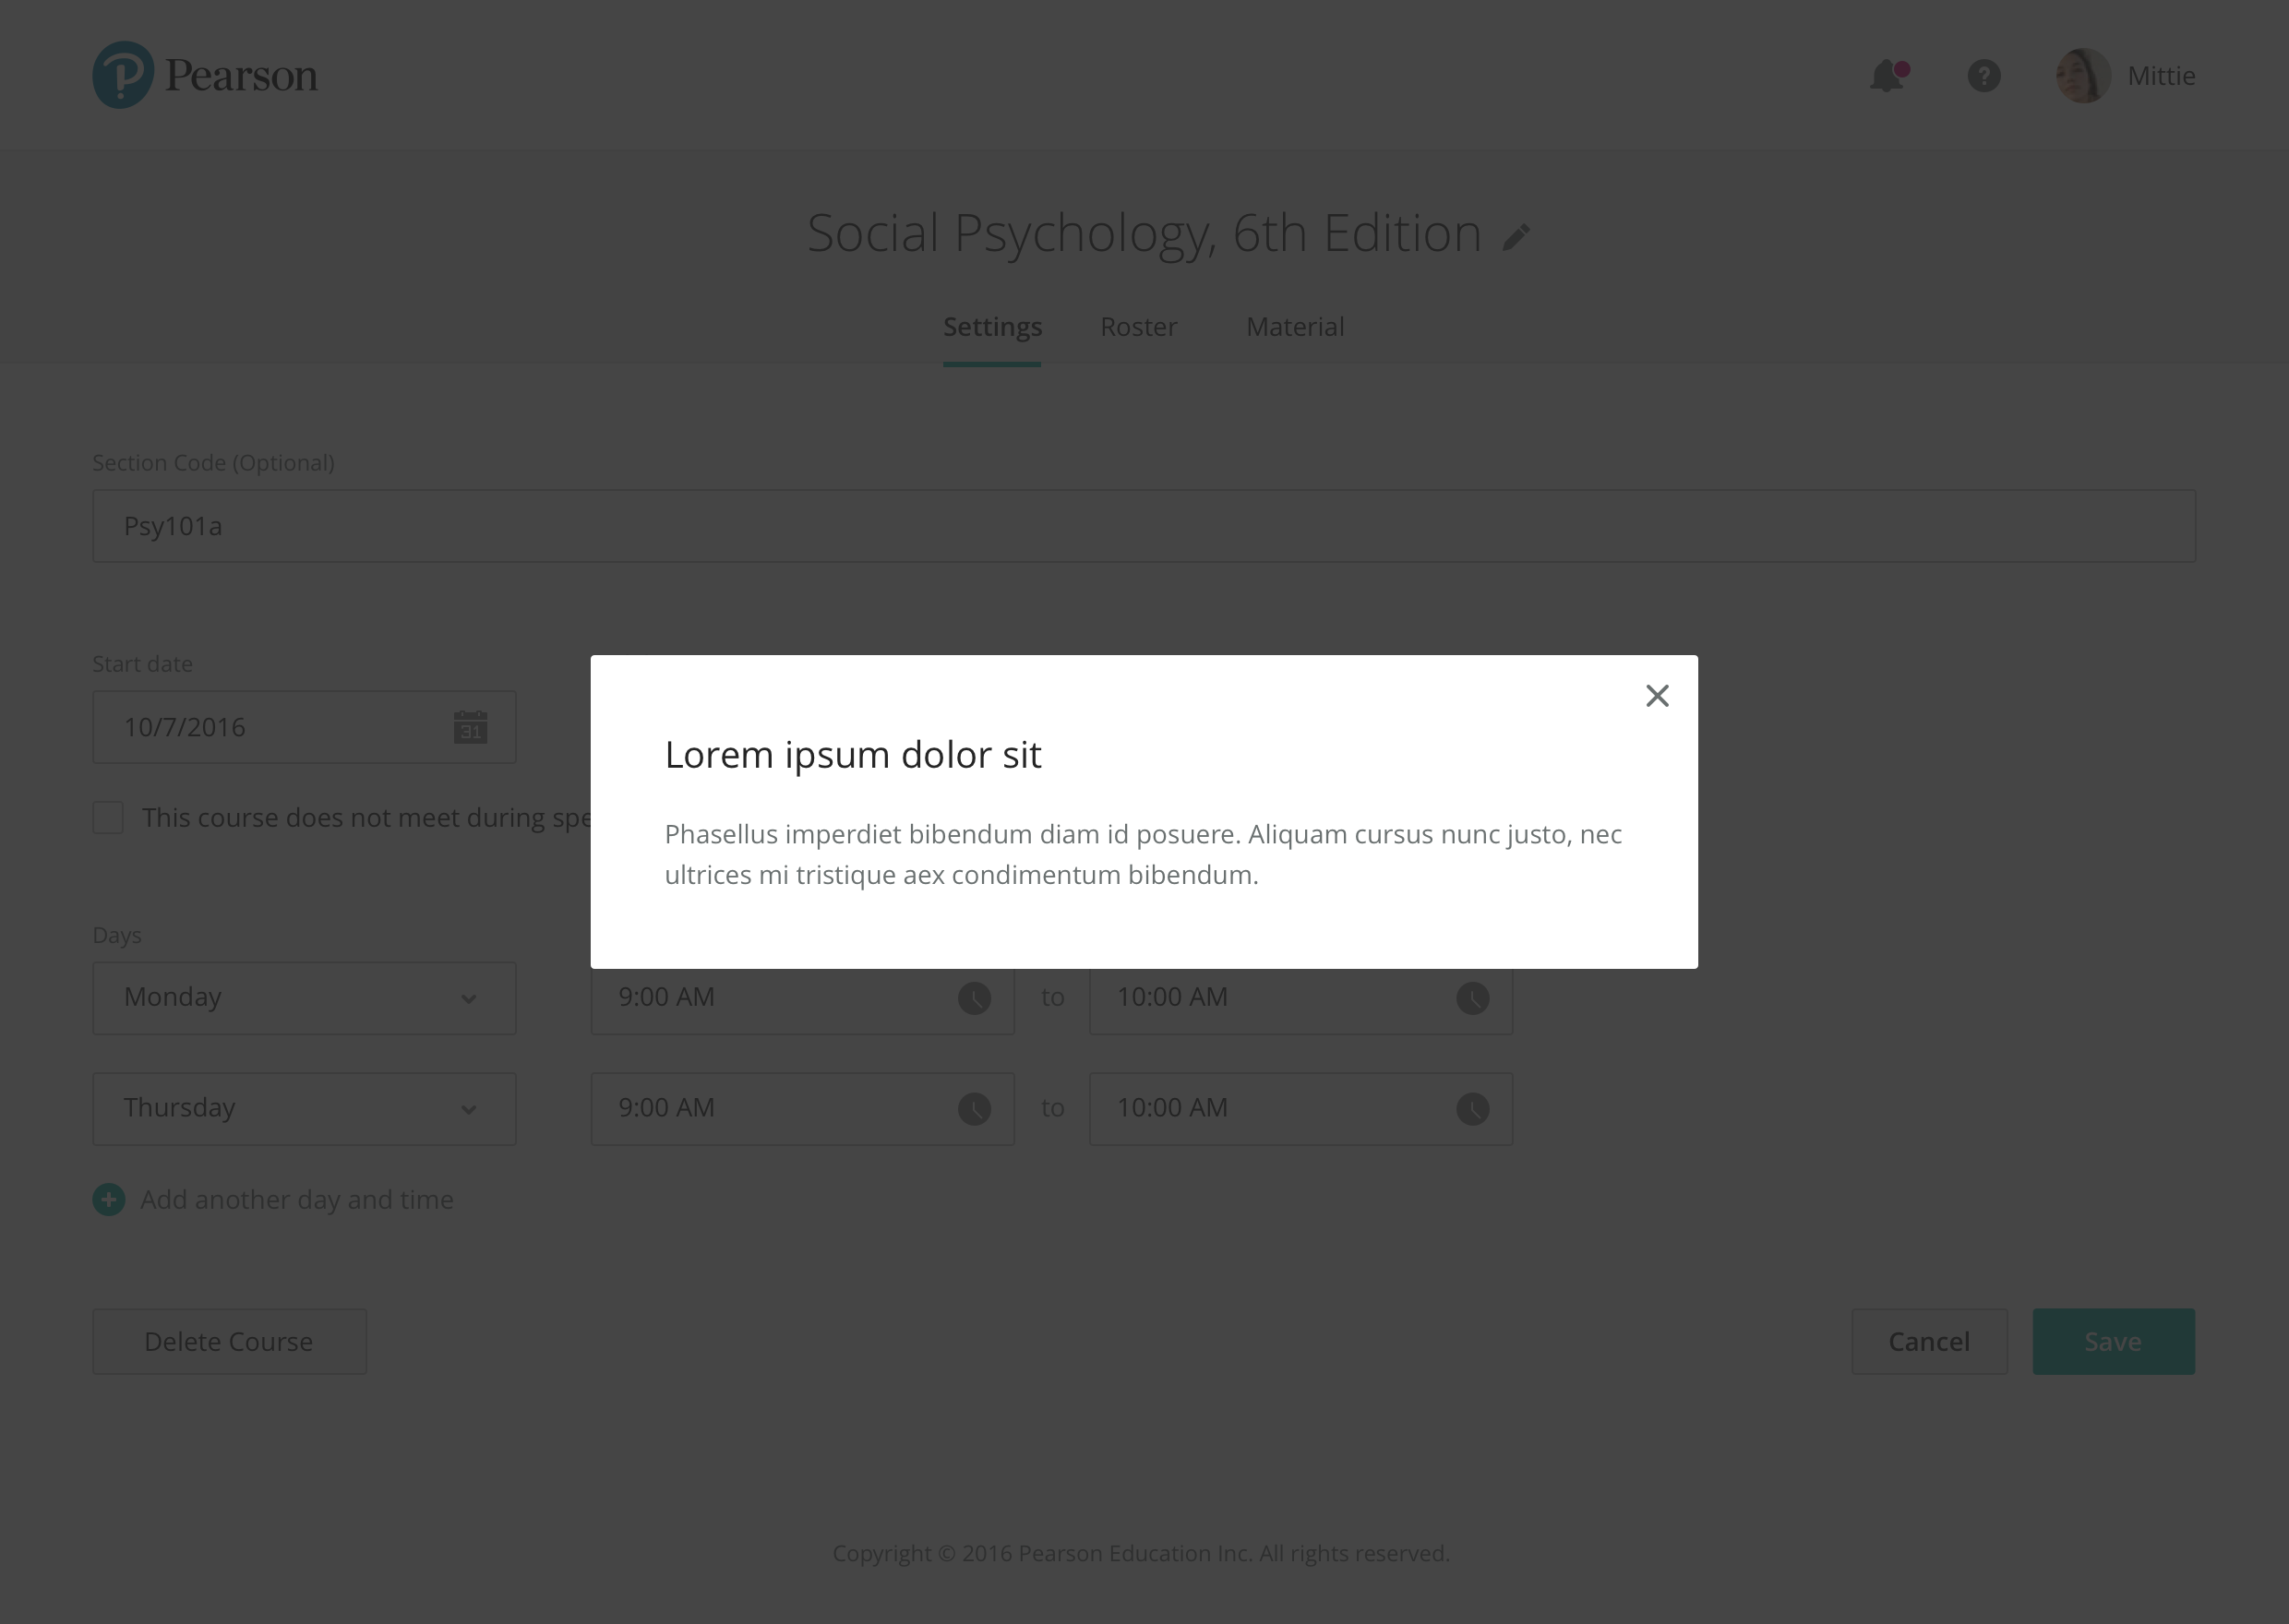 Pearson
Mittie
Social Psychology, 6th Edition
Settings Roster Material
Section Code (Optional)
Psy101a
Start date
10/7/2016
31
This course does not meet during
Lorem ipsum dolor sit
Phasellus imperdiet bibendum diam id posuere. Aliquam cursus nunc justo, nec
ultrices mi tristique aex condimentum bibendum.
Days
Monday 9:00 AM to 10:00 AM
Thursday 9:00 AM to 10:00 AM
Add another day and time
Delete Course Cancel Save
Copyright © 2016 Pearson Education Inc. All rights reserved.